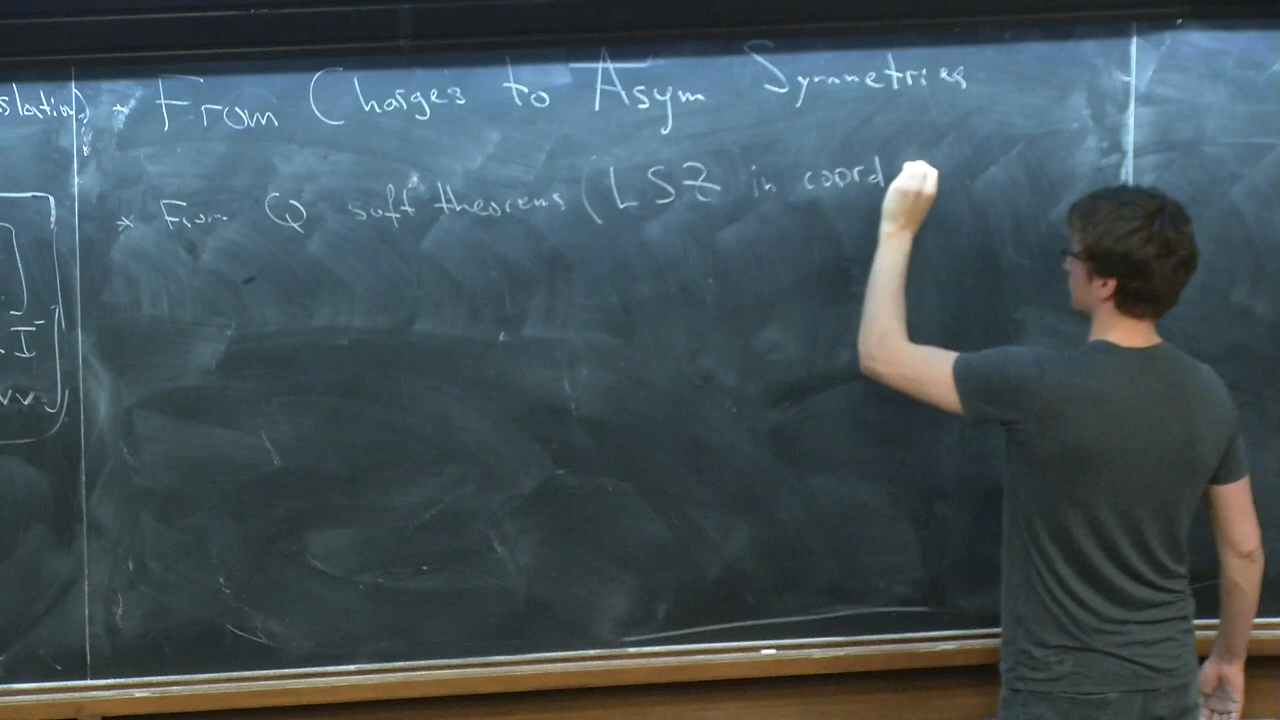 slation)
* From Charges to Asym Symmetries
* From Q soft theorems (LSZ in coord
I⁻